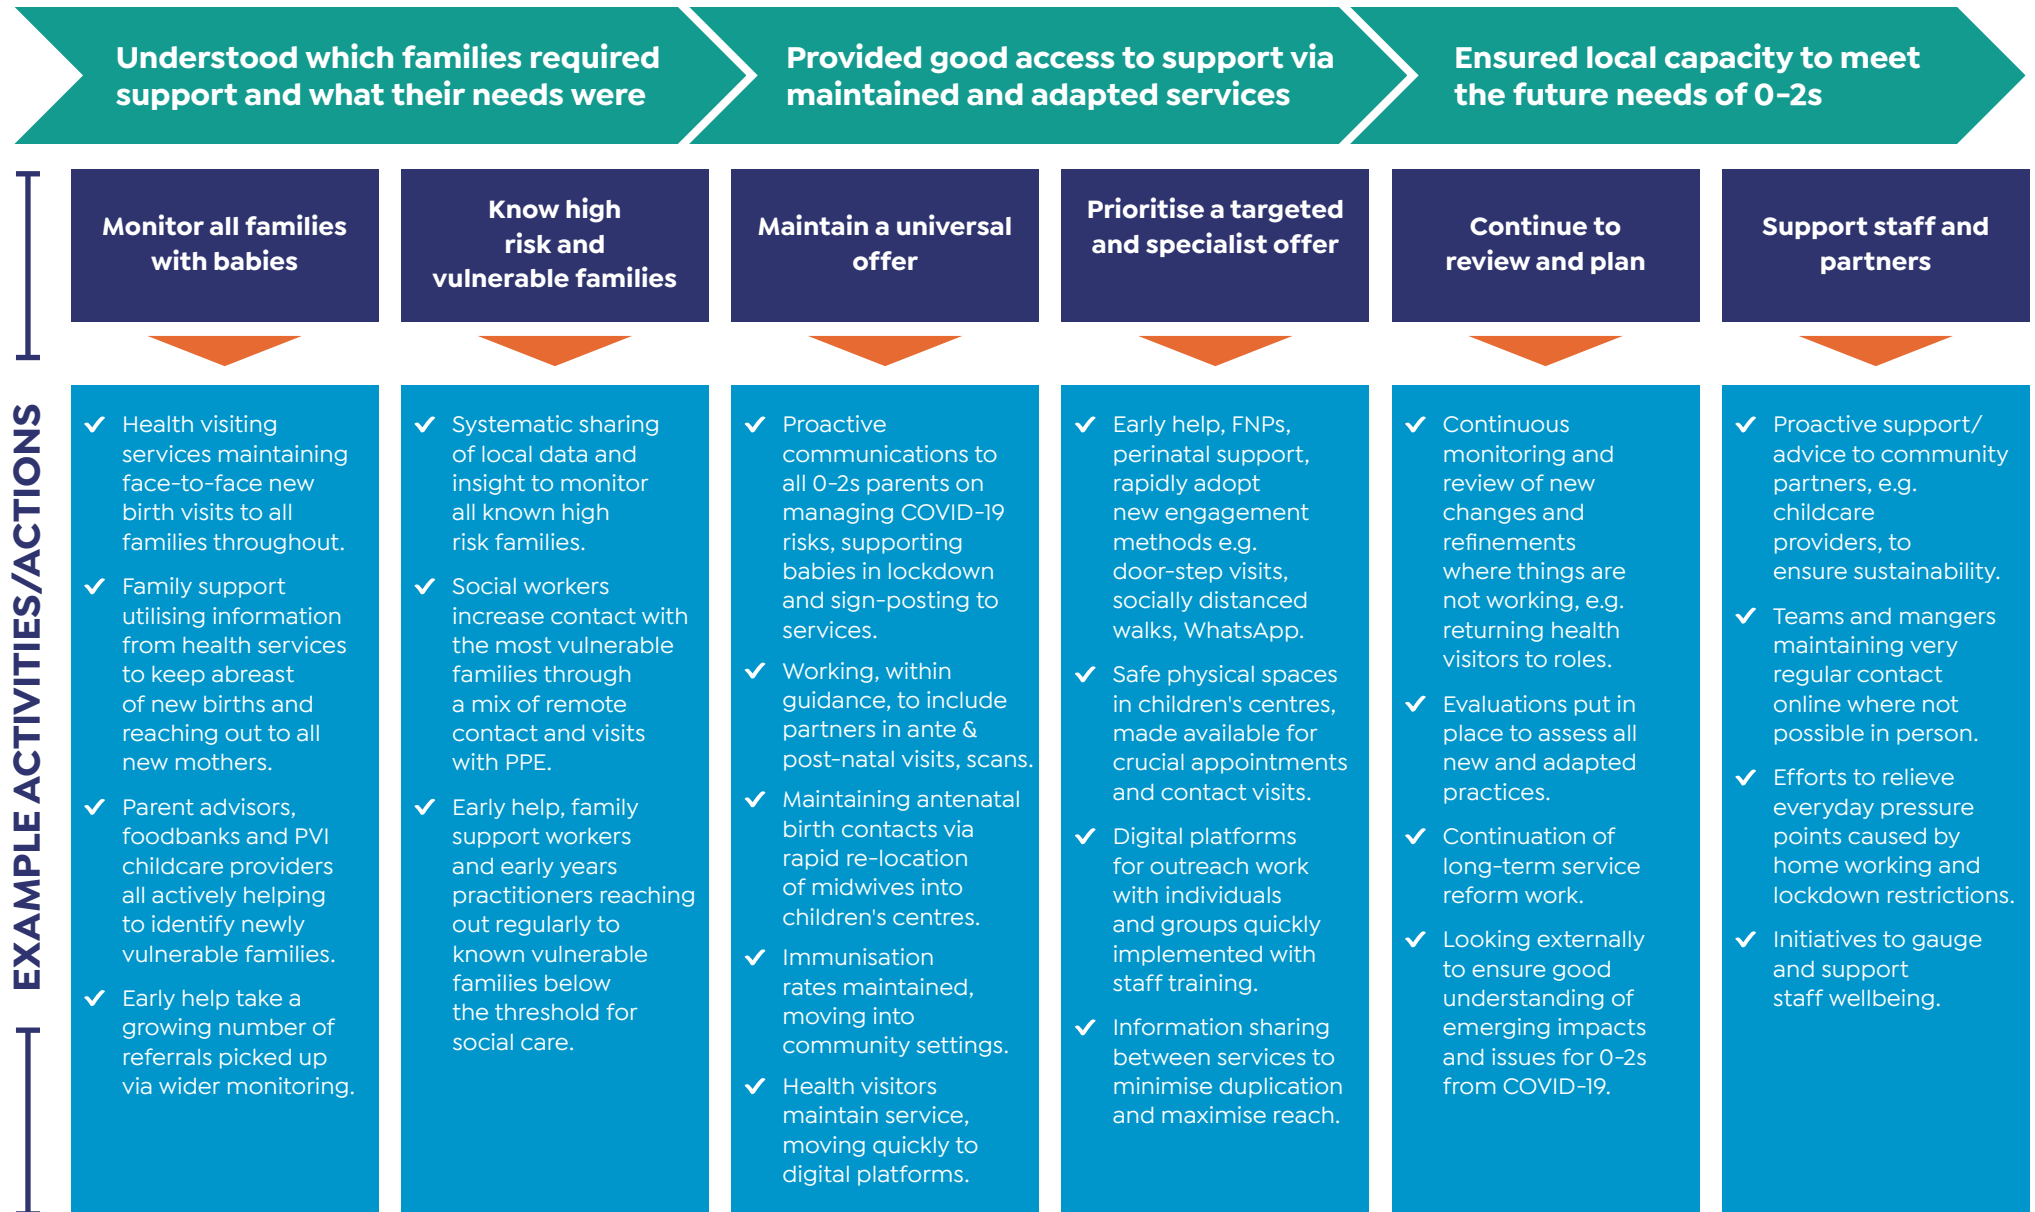 Understood which families required
support and what their needs were
Provided good access to support via
maintained and adapted services
Ensured local capacity to meet
the future needs of 0-2s
EXAMPLE ACTIVITIES/ACTIONS
Monitor all families
with babies
Health visiting
services maintaining
face-to-face new
birth visits to all
families throughout.
Family support
utilising information
from health services
to keep abreast
of new births and
reaching out to all
new mothers.
Parent advisors,
foodbanks and PVI
childcare providers
all actively helping
to identify newly
vulnerable families.
Early help take a
growing number of
referrals picked up
via wider monitoring.
Know high
risk and
vulnerable families
Systematic sharing
of local data and
insight to monitor
all known high
risk families.
Social workers
increase contact with
the most vulnerable
families through
a mix of remote
contact and visits
with PPE.
Early help, family
support workers
and early years
practitioners reaching
out regularly to
known vulnerable
families below
the threshold for
social care.
Maintain a universal
offer
Proactive
communications to
all 0-2s parents on
managing COVID-19
risks, supporting
babies in lockdown
and sign-posting to
services.
Working, within
guidance, to include
partners in ante &
post-natal visits, scans.
Maintaining antenatal
birth contacts via
rapid re-location
of midwives into
children's centres.
Immunisation
rates maintained,
moving into
community settings.
Health visitors
maintain service,
moving quickly to
digital platforms.
Prioritise a targeted
and specialist offer
Early help, FNPs,
perinatal support,
rapidly adopt
new engagement
methods e.g.
door-step visits,
socially distanced
walks, WhatsApp.
Safe physical spaces
in children's centres,
made available for
crucial appointments
and contact visits.
Digital platforms
for outreach work
with individuals
and groups quickly
implemented with
staff training.
Information sharing
between services to
minimise duplication
and maximise reach.
Continue to
review and plan
Continuous
monitoring and
review of new
changes and
refinements
where things are
not working, e.g.
returning health
visitors to roles.
Evaluations put in
place to assess all
new and adapted
practices.
Continuation of
long-term service
reform work.
Looking externally
to ensure good
understanding of
emerging impacts
and issues for 0-2s
from COVID-19.
Support staff and
partners
Proactive support/
advice to community
partners, e.g.
childcare
providers, to
ensure sustainability.
Teams and mangers
maintaining very
regular contact
online where not
possible in person.
Efforts to relieve
everyday pressure
points caused by
home working and
lockdown restrictions.
Initiatives to gauge
and support
staff wellbeing.